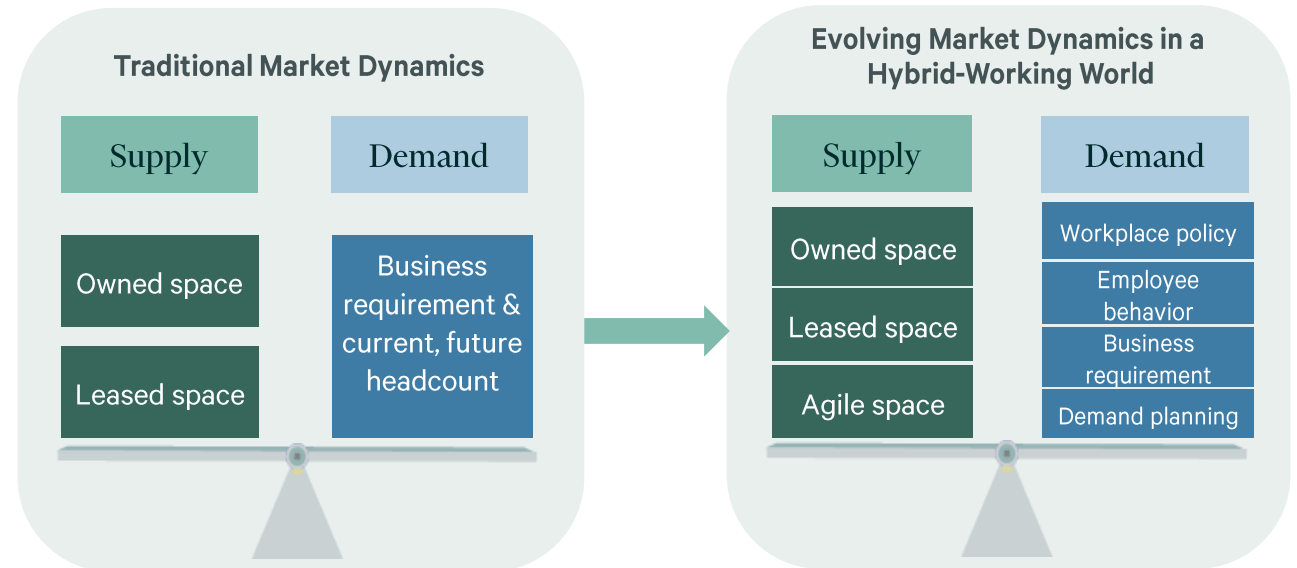 Traditional Market Dynamics
Supply
Demand
Owned space
Leased space
Business
requirement &
current, future
headcount
Evolving Market Dynamics in a
Hybrid-Working World
Supply
Demand
Owned space
Leased space
Agile space
Workplace policy
Employee
behavior
Business
requirement
Demand planning